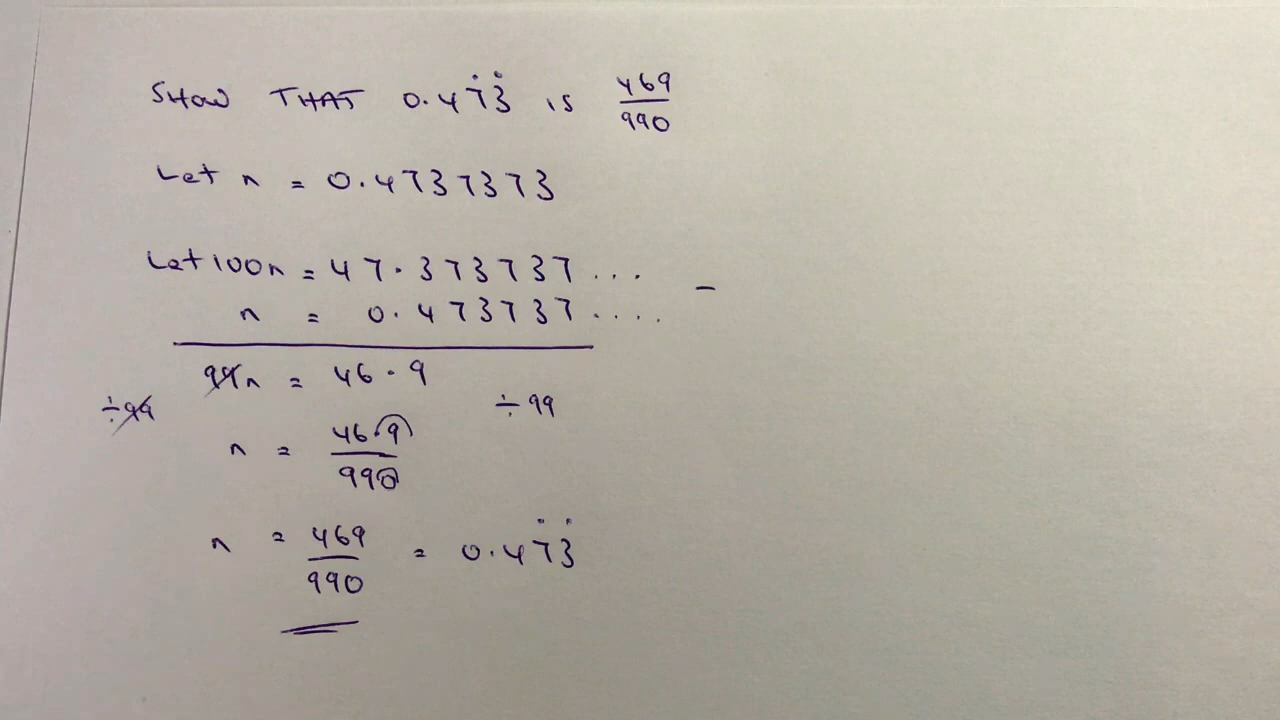 SHOW THAT 0.47̇3̇ is 469/990
Let n = 0.4737373
Let 100n = 47.373737... -
n = 0.473737....
99n = 46.9
÷99 ÷99
n = 46.9/990
n = 469/990 = 0.47̇3̇